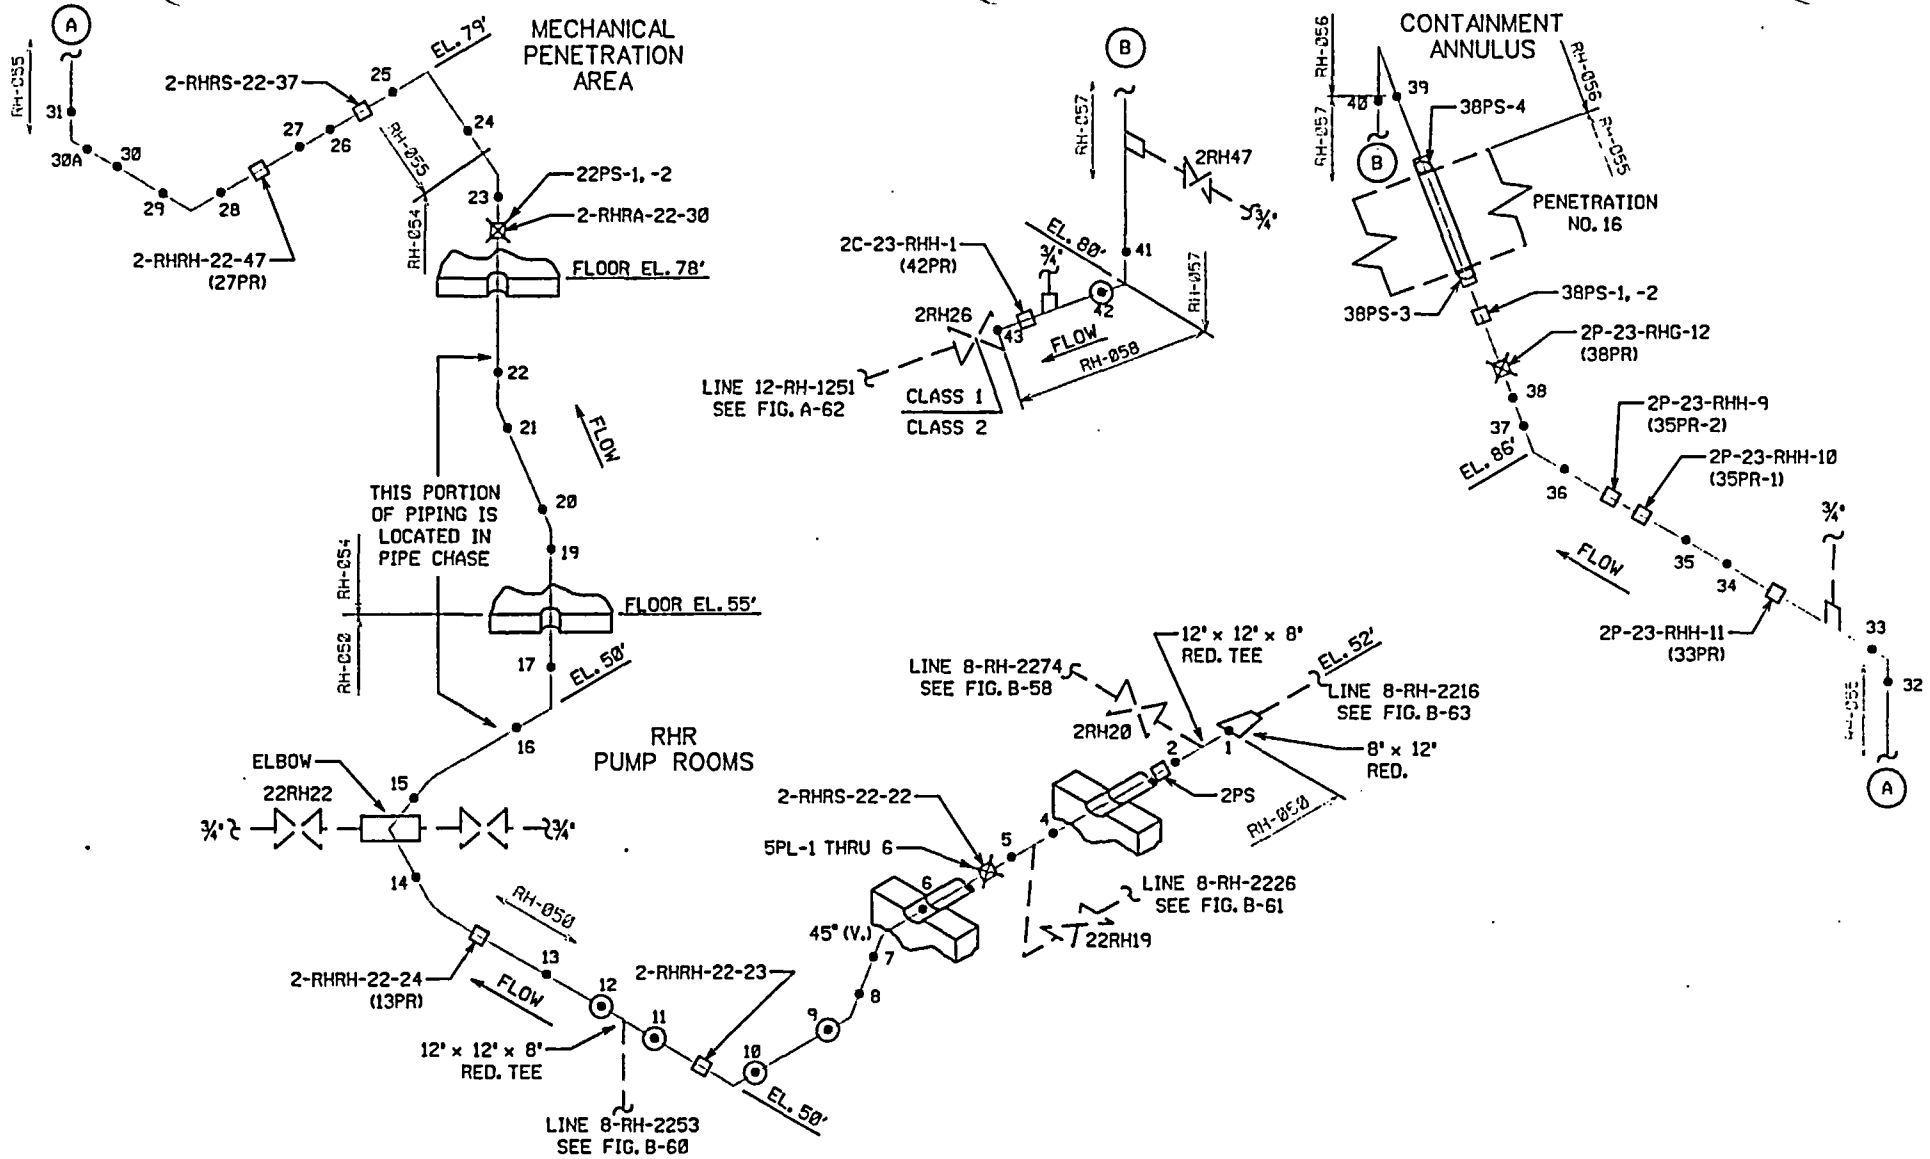 A
RH-055
31
30A
30
29
28
27
26
25
2-RHRS-22-37
2-RHRH-22-47
(27PR)
EL. 79'
MECHANICAL
PENETRATION
AREA
24
RH-055
RH-054
23
22PS-1, -2
2-RHRA-22-30
FLOOR EL. 78'
22
21
FLOW
20
THIS PORTION
OF PIPING IS
LOCATED IN
PIPE CHASE
19
RH-054
RH-050
FLOOR EL. 55'
17
EL. 50'
16
RHR
PUMP ROOMS
ELBOW
15
22RH22
3/4"
3/4"
14
RH-050
2-RHRH-22-24
(13PR)
13
FLOW
12
11
12" x 12" x 8"
RED. TEE
LINE 8-RH-2253
SEE FIG. B-60
2-RHRH-22-23
10
EL. 50'
9
8
7
45° (V.)
6
5PL-1 THRU 6
2-RHRS-22-22
5
4
22RH19
LINE 8-RH-2226
SEE FIG. B-61
2PS
2
1
RH-050
8" x 12"
RED.
LINE 8-RH-2216
SEE FIG. B-63
EL. 52'
12" x 12" x 8"
RED. TEE
LINE 8-RH-2274
SEE FIG. B-58
2RH20
B
RH-057
2RH47
3/4"
EL. 80'
41
2C-23-RHH-1
(42PR)
3/4"
42
RH-057
2RH26
43
FLOW
RH-058
LINE 12-RH-1251
SEE FIG. A-62
CLASS 1
CLASS 2
CONTAINMENT
ANNULUS
RH-056
RH-057
40
39
B
38PS-4
RH-056
RH-055
PENETRATION
NO. 16
38PS-3
38PS-1, -2
2P-23-RHG-12
(38PR)
38
37
EL. 86'
36
2P-23-RHH-9
(35PR-2)
2P-23-RHH-10
(35PR-1)
FLOW
35
34
3/4"
2P-23-RHH-11
(33PR)
33
32
RH-055
A